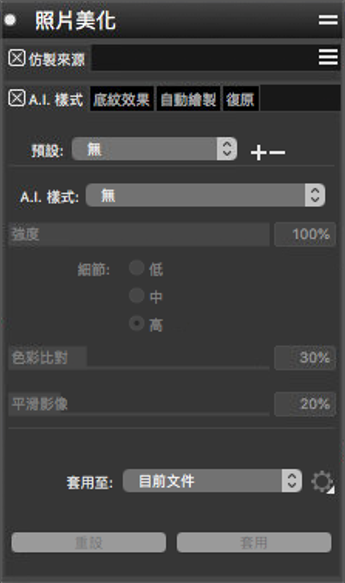 照片美化
仿製來源
A.I. 樣式 底紋效果 自動繪製 復原
預設: 無
A.I. 樣式: 無
強度 100%
細節: 低
中
高
色彩比對 30%
平滑影像 20%
套用至: 目前文件
重設 套用